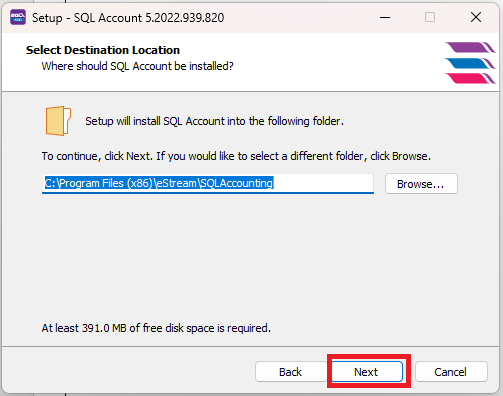 Setup - SQL Account 5.2022.939.820
Select Destination Location
Where should SQL Account be installed?
Setup will install SQL Account into the following folder.
To continue, click Next. If you would like to select a different folder, click Browse.
C:\Program Files (x86)\eStream\SQLAccounting
Browse...
At least 391.0 MB of free disk space is required.
Back
Next
Cancel